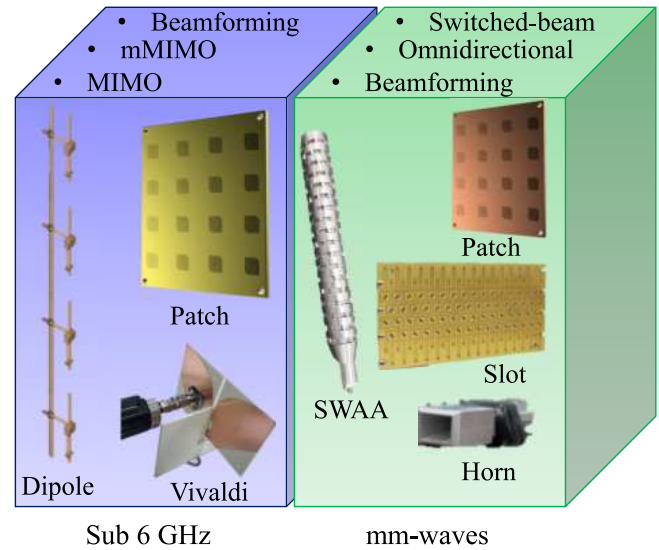 • Beamforming
• mMIMO
• MIMO
• Switched-beam
• Omnidirectional
• Beamforming
Patch
Dipole
Vivaldi
Patch
Slot
SWAA
Horn
Sub 6 GHz
mm-waves